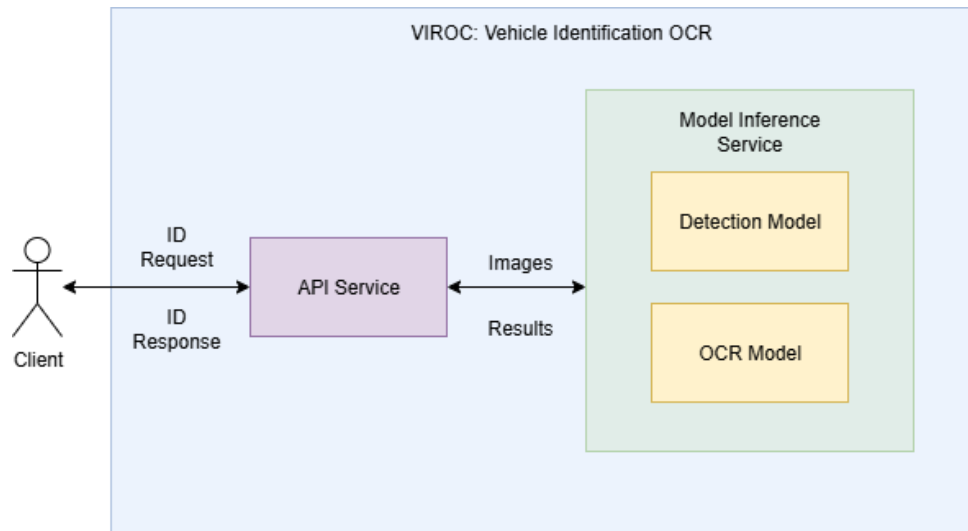 VIROC: Vehicle Identification OCR
Model Inference
Service
Detection Model
ID
Request
API Service
Images
ID
Response
Results
OCR Model
Client